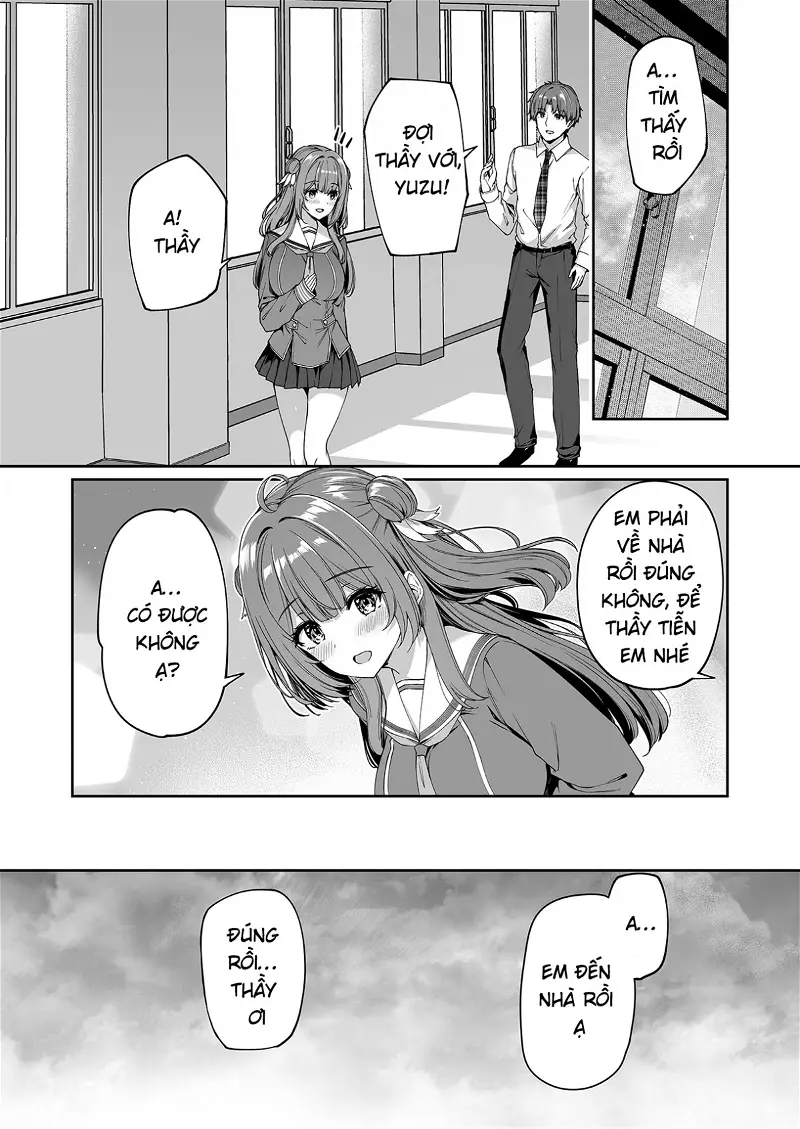 A...
TÌM
THẤY
RỒI
ĐỢI
THẦY VỚI,
YUZU!
A!
THẦY
EM PHẢI
VỀ NHÀ
RỒI ĐÚNG
KHÔNG, ĐỂ
THẦY TIỄN
EM NHÉ
A...
CÓ ĐƯỢC
KHÔNG
Ạ?
A...
EM ĐẾN
NHÀ RỒI
Ạ
ĐÚNG
RỒI...
THẦY
ƠI